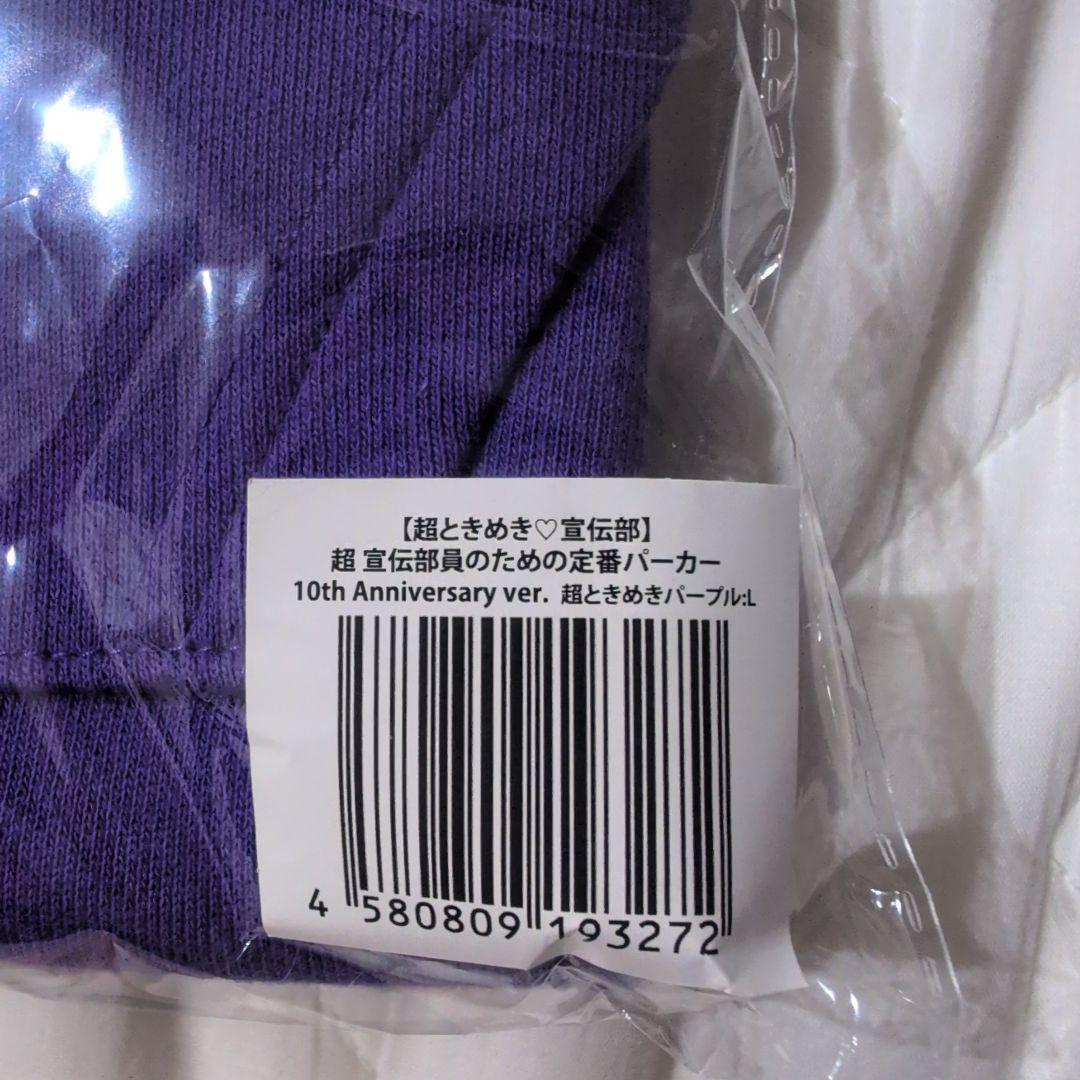 【超ときめき♡宣伝部】
超 宣伝部員のための定番パーカー
10th Anniversary ver. 超ときめきパープル:L
4 580809 193272